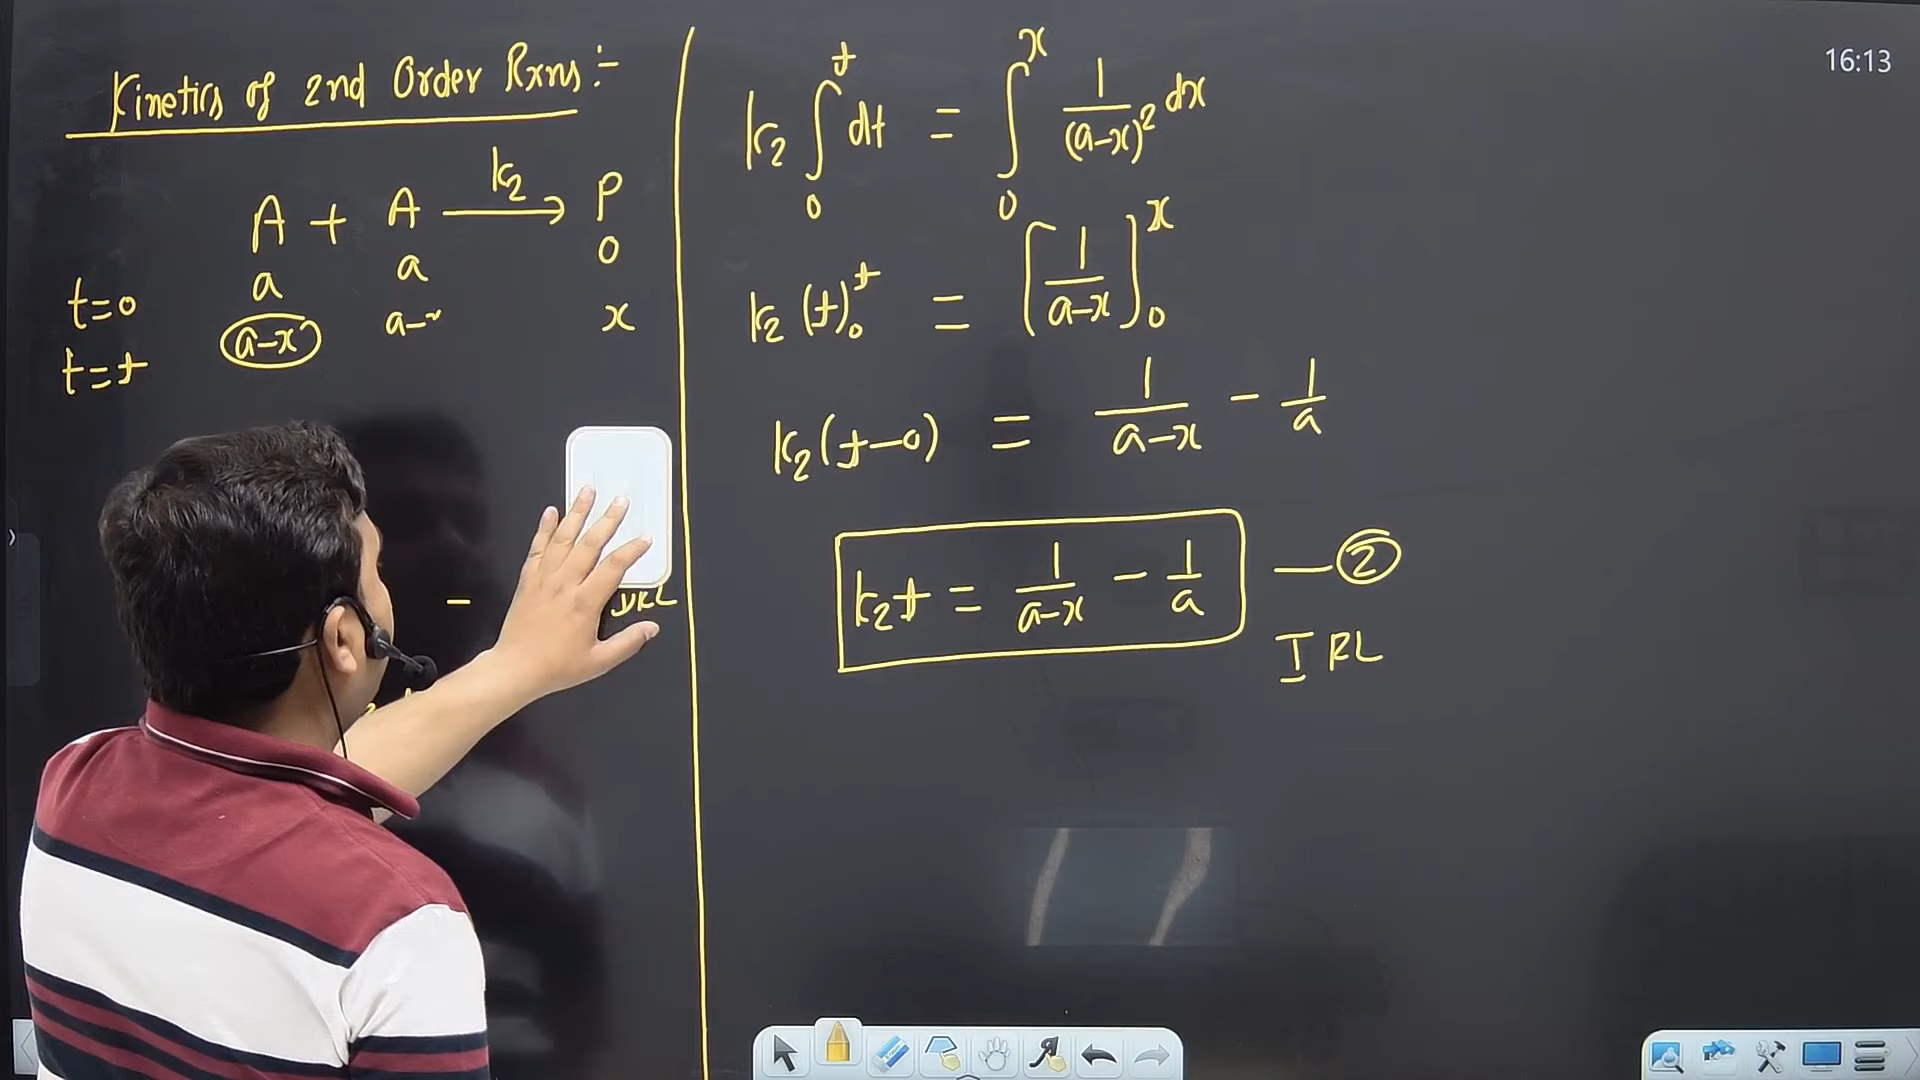 16:13
Kinetics of 2nd Order Rxns :-
A + A —k₂→ P
t=0 a a 0
t=t a-x a- x
k₂ ∫₀ᵗ dt = ∫₀ˣ 1/(a-x)² dx
k₂ (t)₀ᵗ = [1/(a-x)]₀ˣ
k₂(t-0) = 1/(a-x) - 1/a
k₂t = 1/(a-x) - 1/a — ②
IRL